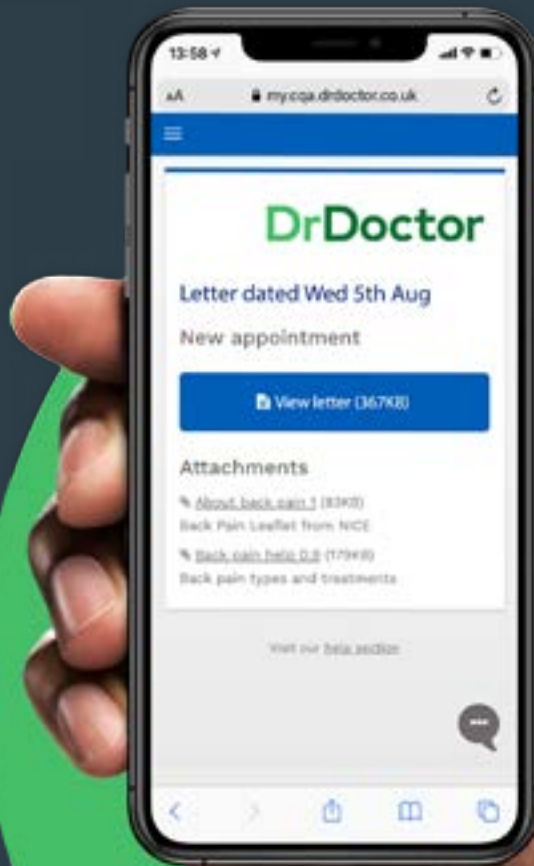 13:58
AA my.cqa.drdoctor.co.uk
DrDoctor
Letter dated Wed 5th Aug
New appointment
View letter (367KB)
Attachments
About back pain 1 (83KB)
Back Pain Leaflet from NICE
Back pain help 0.8 (179KB)
Back pain types and treatments
Visit our help section